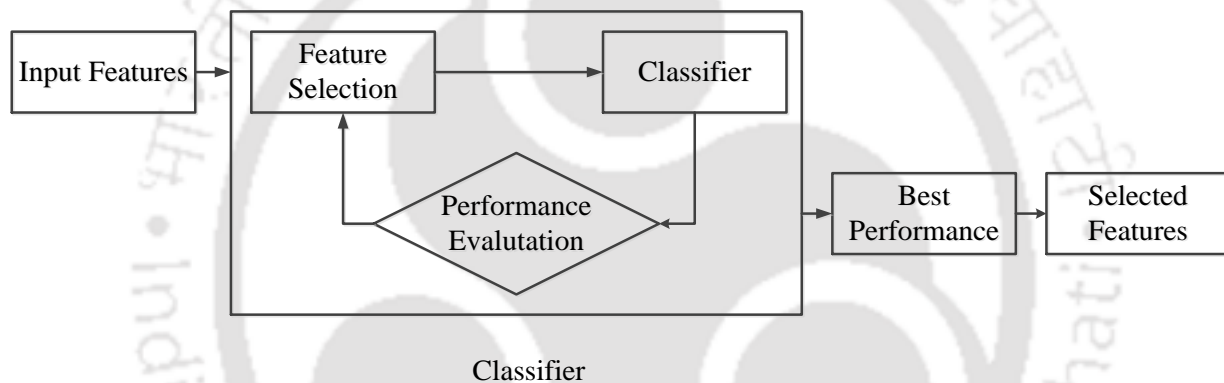 Input Features
Feature
Selection
Classifier
Performance
Evalutation
Best
Performance
Selected
Features
Classifier